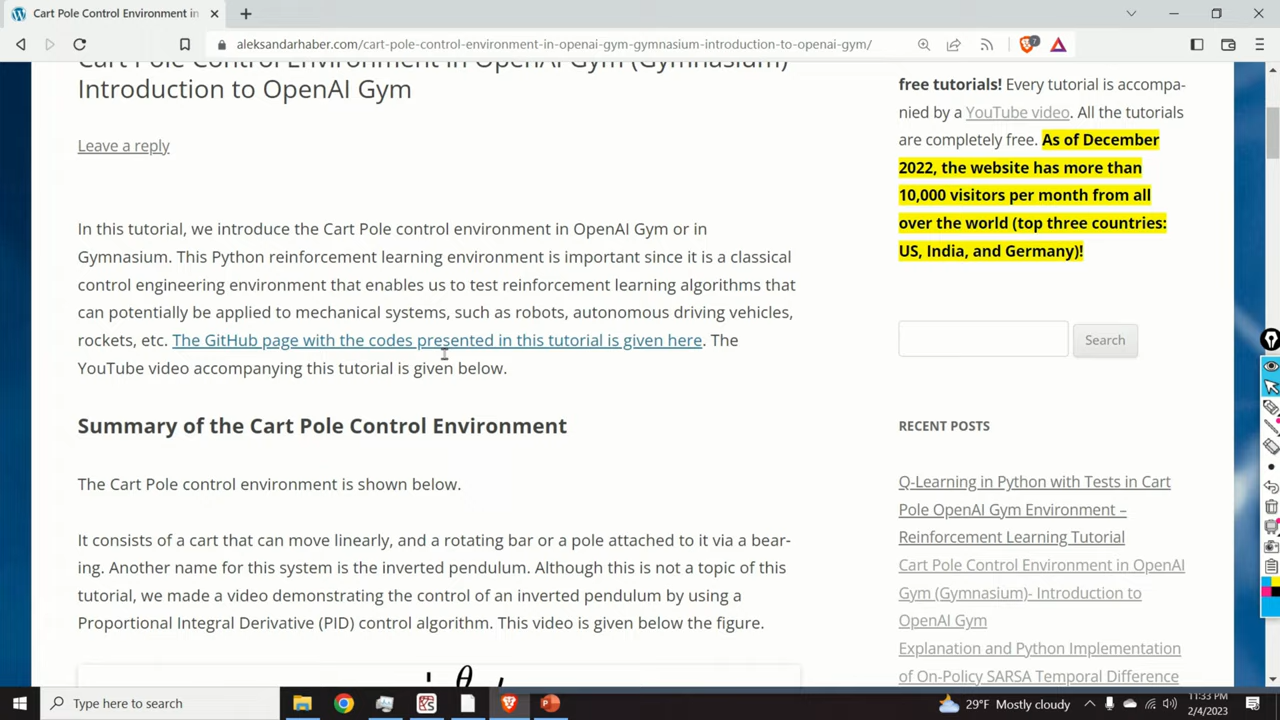 Cart Pole Control Environment in
aleksandarhaber.com/cart-pole-control-environment-in-openai-gym-gymnasium-introduction-to-openai-gym/
7
Cart Pole Control Environment in OpenAI Gym (Gymnasium)
Introduction to OpenAI Gym
Leave a reply
In this tutorial, we introduce the Cart Pole control environment in OpenAI Gym or in
Gymnasium. This Python reinforcement learning environment is important since it is a classical
control engineering environment that enables us to test reinforcement learning algorithms that
can potentially be applied to mechanical systems, such as robots, autonomous driving vehicles,
rockets, etc. The GitHub page with the codes presented in this tutorial is given here. The
YouTube video accompanying this tutorial is given below.
Summary of the Cart Pole Control Environment
The Cart Pole control environment is shown below.
It consists of a cart that can move linearly, and a rotating bar or a pole attached to it via a bear-
ing. Another name for this system is the inverted pendulum. Although this is not a topic of this
tutorial, we made a video demonstrating the control of an inverted pendulum by using a
Proportional Integral Derivative (PID) control algorithm. This video is given below the figure.
θ
free tutorials! Every tutorial is accompa-
nied by a YouTube video. All the tutorials
are completely free. As of December
2022, the website has more than
10,000 visitors per month from all
over the world (top three countries:
US, India, and Germany)!
Search
RECENT POSTS
Q-Learning in Python with Tests in Cart
Pole OpenAI Gym Environment –
Reinforcement Learning Tutorial
Cart Pole Control Environment in OpenAI
Gym (Gymnasium)- Introduction to
OpenAI Gym
Explanation and Python Implementation
of On-Policy SARSA Temporal Difference
Type here to search
29°F Mostly cloudy
11:33 PM
2/4/2023